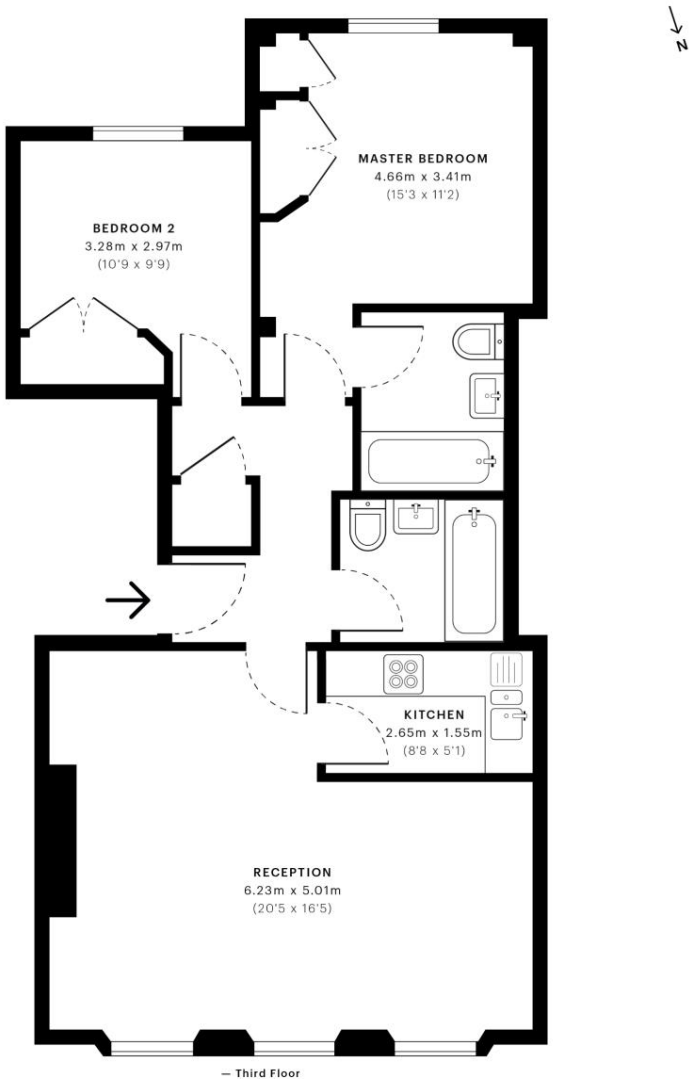 N
MASTER BEDROOM
4.66m x 3.41m
(15'3 x 11'2)
BEDROOM 2
3.28m x 2.97m
(10'9 x 9'9)
KITCHEN
2.65m x 1.55m
(8'8 x 5'1)
RECEPTION
6.23m x 5.01m
(20'5 x 16'5)
— Third Floor